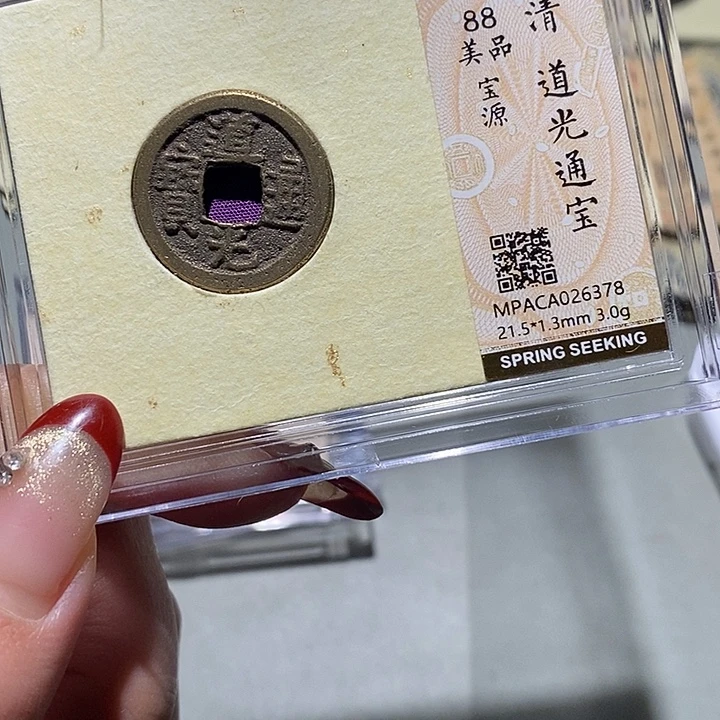 道光通寳
清
道光通宝
88
美品
宝源
MPACA026378
21.5*1.3mm 3.0g
SPRING SEEKING